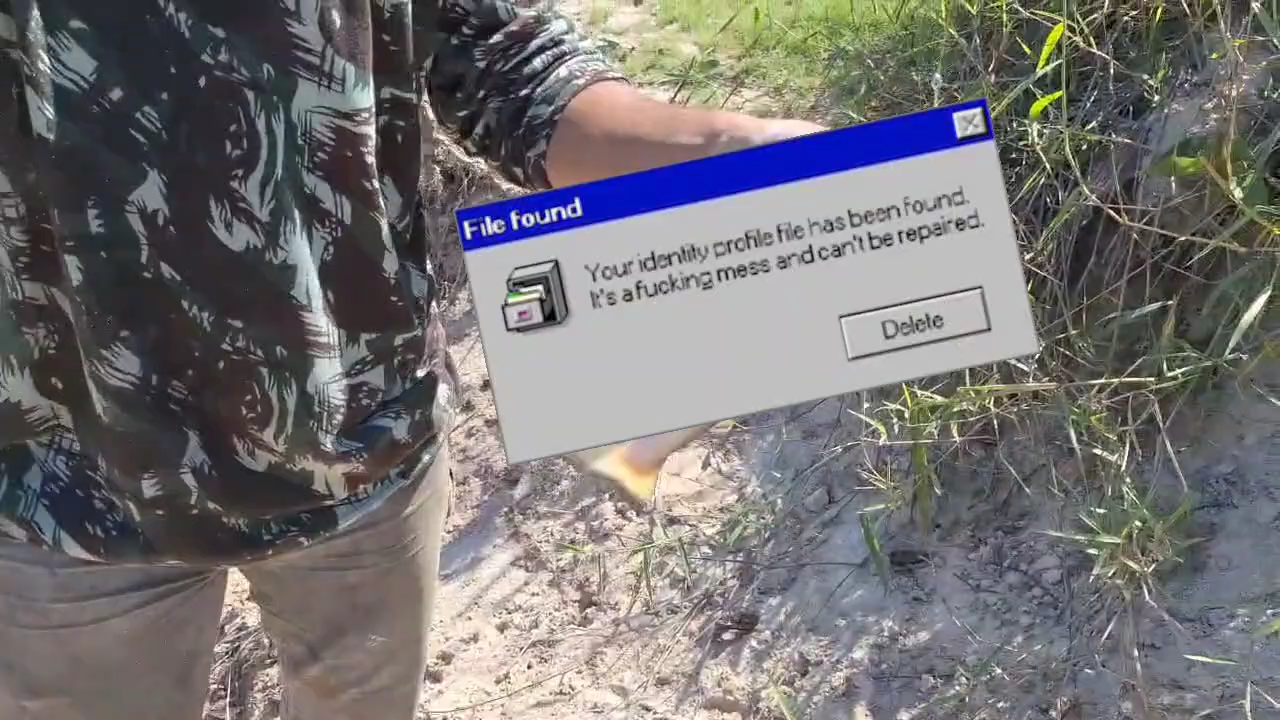 File found
Your identity profile file has been found.
It's a fucking mess and can't be repaired.
Delete